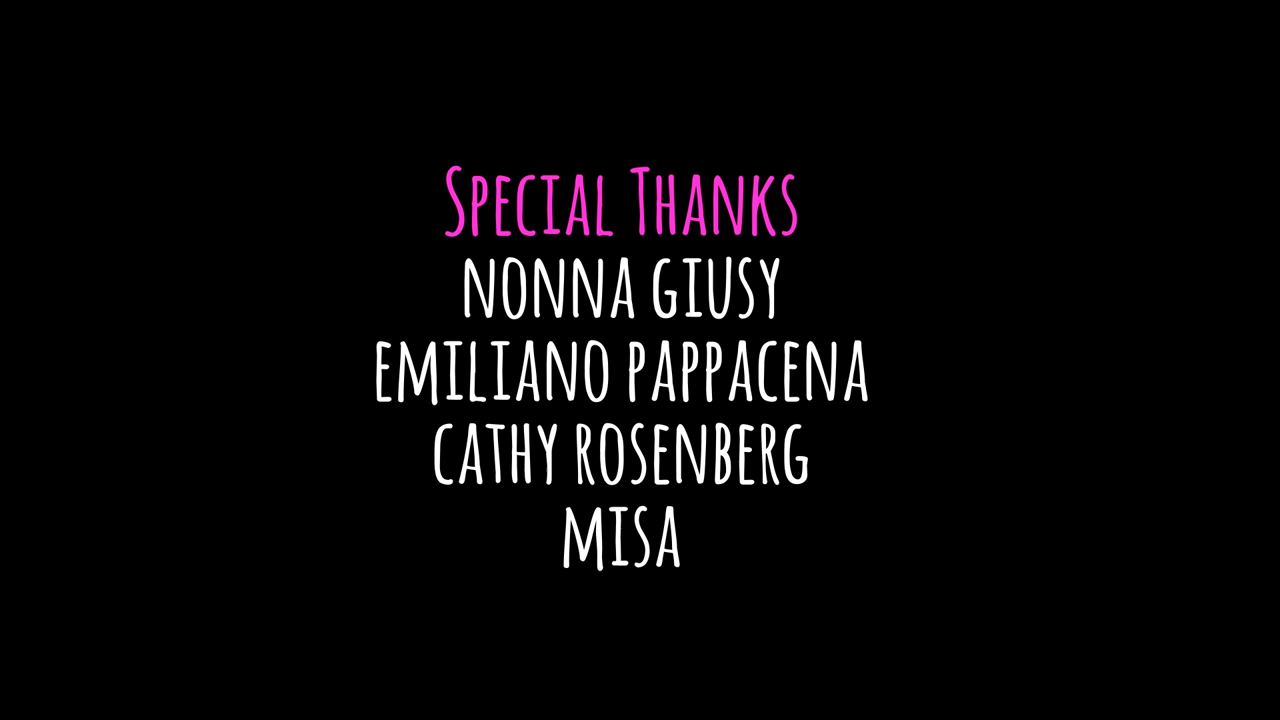 Special Thanks
NONNA GIUSY
EMILIANO PAPPACENA
CATHY ROSENBERG
MISA